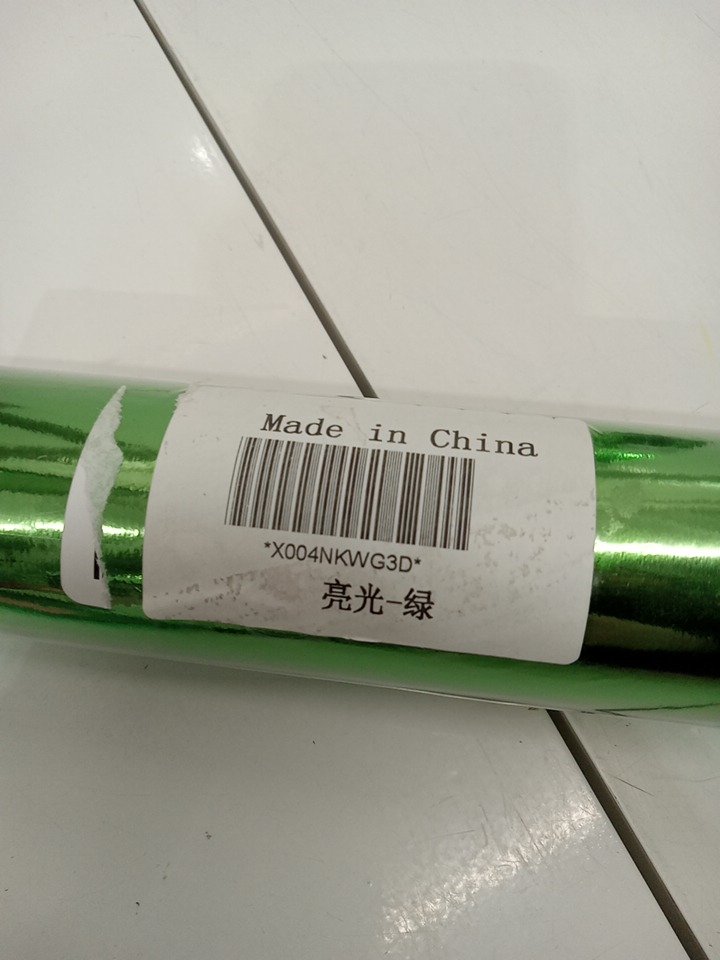 Made in China
*X004NKWG3D*
亮光-绿